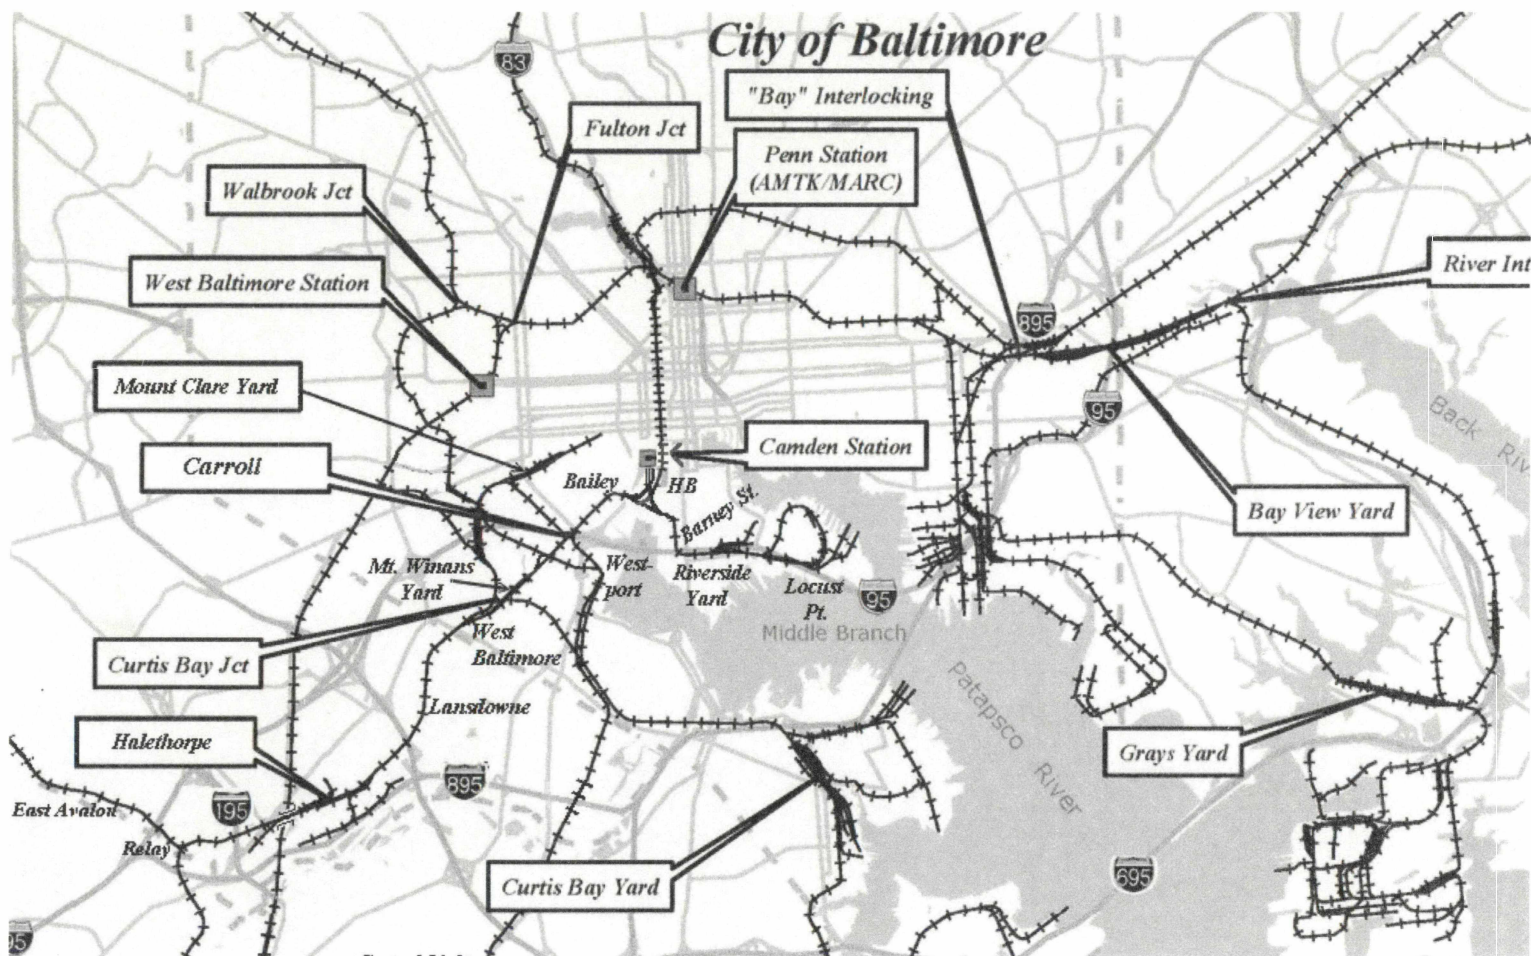 City of Baltimore
83
"Bay" Interlocking
Fulton Jct
Penn Station
(AMTK/MARC)
Walbrook Jct
West Baltimore Station
River Int
895
Mount Clare Yard
95
Back Riv
Camden Station
Carroll
Bailey
HB
Barney St.
Bay View Yard
Mt. Winans
Yard
West-
port
Riverside
Yard
Locust
Pt.
95
Middle Branch
Curtis Bay Jct
West
Baltimore
Patapsco River
Lansdowne
Halethorpe
Grays Yard
895
195
East Avalon
Relay
Curtis Bay Yard
695
95